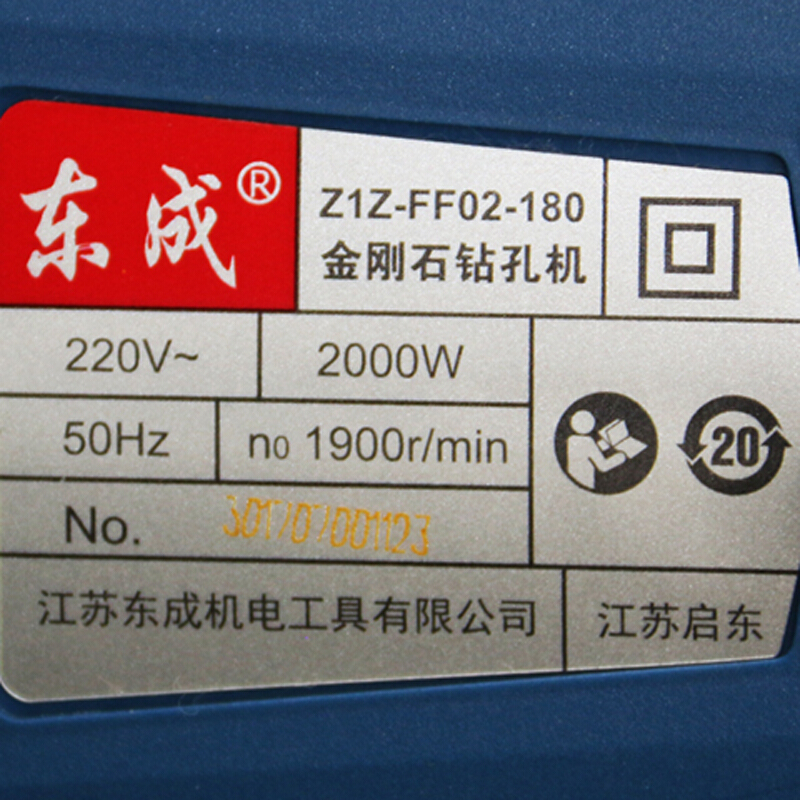 东成®
Z1Z-FF02-180
金刚石钻孔机
220V~
2000W
50Hz
n0 1900r/min
20
No.
江苏东成机电工具有限公司
江苏启东